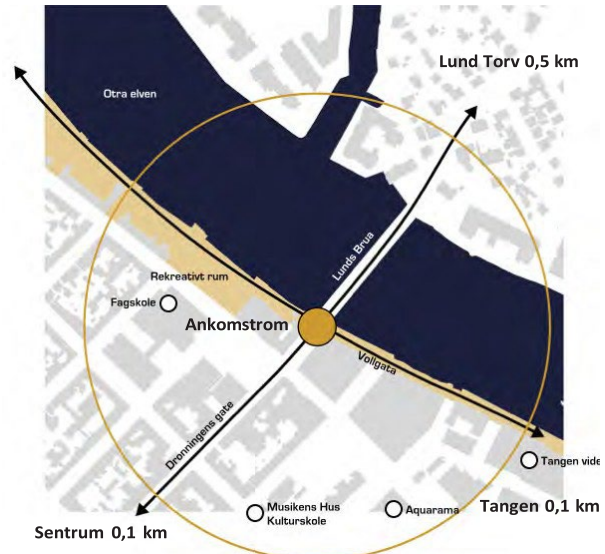 Lund Torv 0,5 km
Otra elven
Lunds Brua
Rekreativt rum
Fagskole
Ankomstrom
Vollgata
Dronningens gate
Tangen vide
Musikens Hus
Kulturskole
Aquarama
Tangen 0,1 km
Sentrum 0,1 km